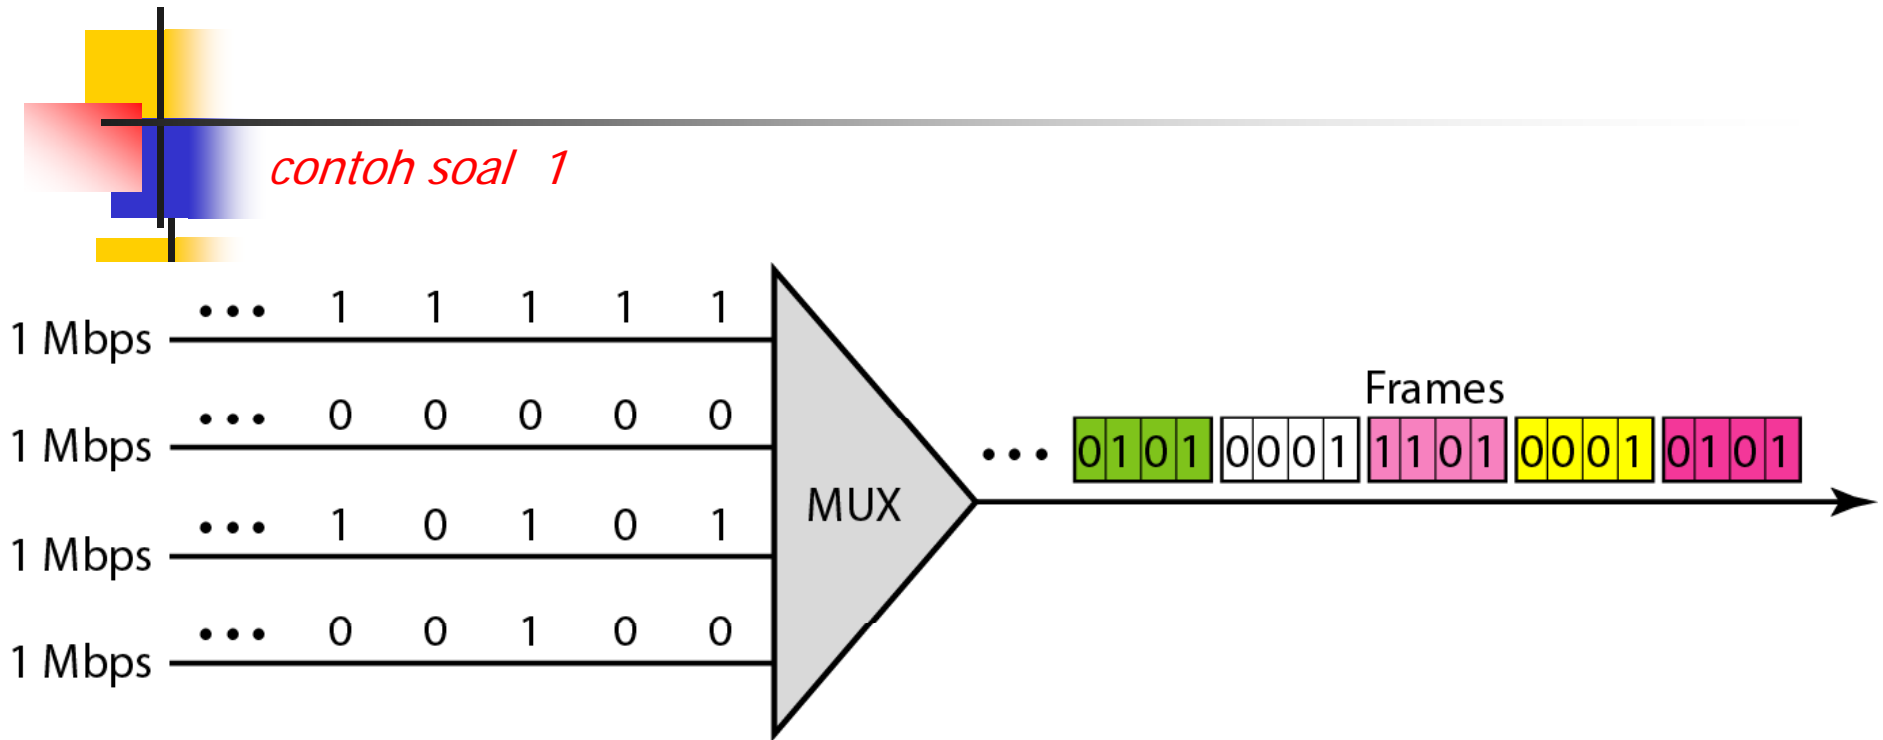 contoh soal 1
1 Mbps ••• 1 1 1 1 1
1 Mbps ••• 0 0 0 0 0
1 Mbps ••• 1 0 1 0 1
1 Mbps ••• 0 0 1 0 0
MUX
Frames
••• 0101 0001 1101 0001 0101